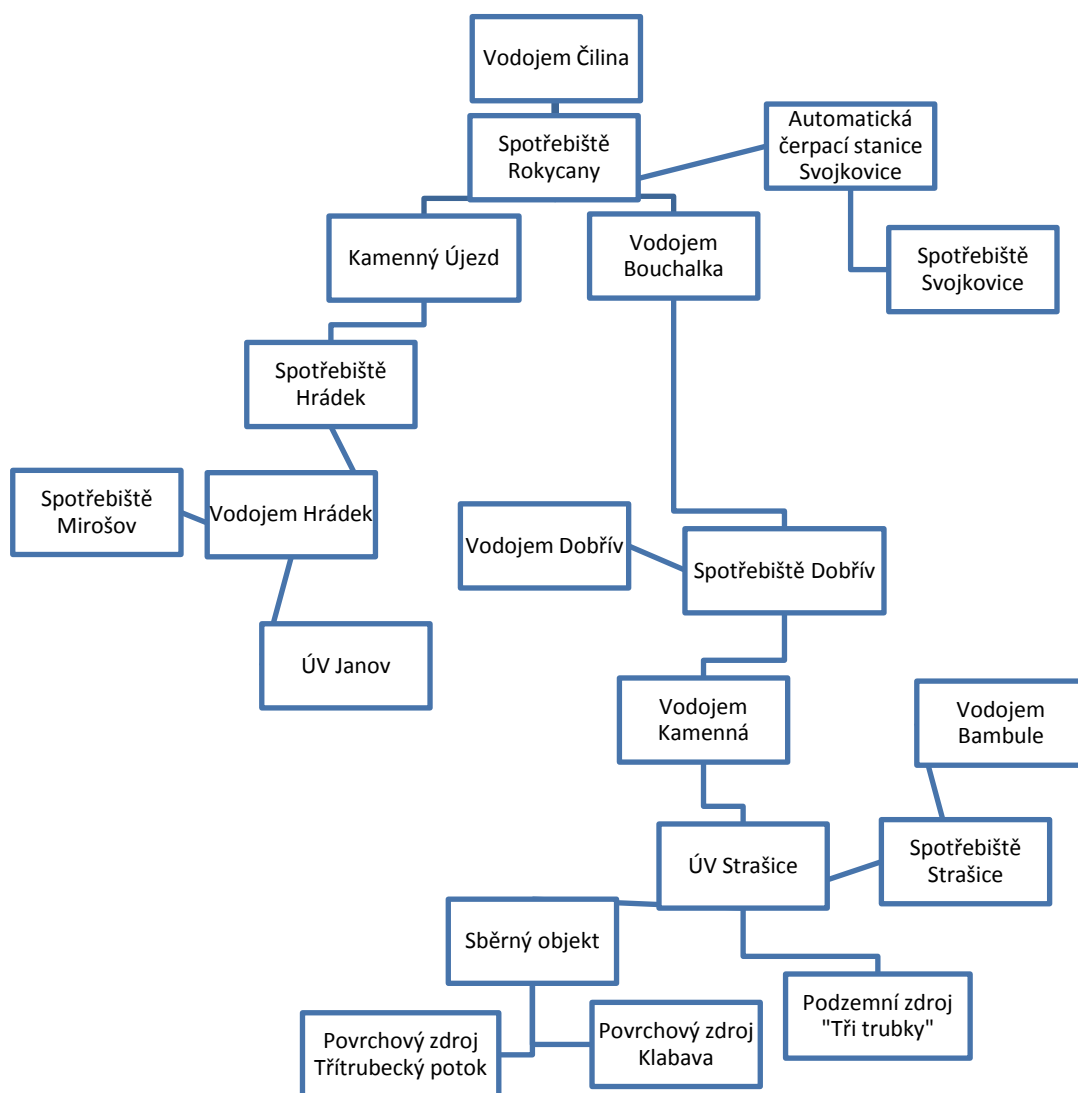 Vodojem Čilina
Spotřebiště
Rokycany
Automatická
čerpací stanice
Svojkovice
Kamenný Újezd
Vodojem
Bouchalka
Spotřebiště
Svojkovice
Spotřebiště
Hrádek
Spotřebiště
Mirošov
Vodojem Hrádek
Vodojem Dobřív
Spotřebiště Dobřív
ÚV Janov
Vodojem
Kamenná
Vodojem
Bambule
ÚV Strašice
Spotřebiště
Strašice
Sběrný objekt
Podzemní zdroj
"Tři trubky"
Povrchový zdroj
Třítrubecký potok
Povrchový zdroj
Klabava